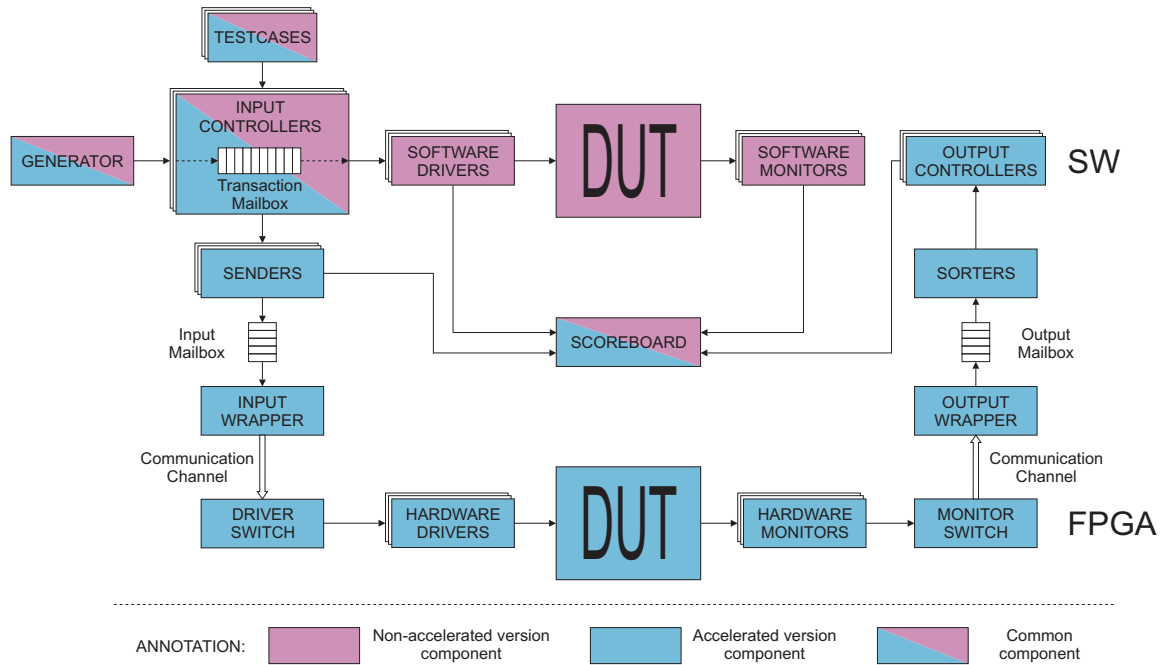 TESTCASES
INPUT
CONTROLLERS
Transaction
Mailbox
GENERATOR
SOFTWARE
DRIVERS
DUT
SOFTWARE
MONITORS
OUTPUT
CONTROLLERS
SW
SENDERS
SORTERS
Input
Mailbox
SCOREBOARD
Output
Mailbox
INPUT
WRAPPER
OUTPUT
WRAPPER
Communication
Channel
Communication
Channel
DRIVER
SWITCH
HARDWARE
DRIVERS
DUT
HARDWARE
MONITORS
MONITOR
SWITCH
FPGA
ANNOTATION:
Non-accelerated version
component
Accelerated version
component
Common
component